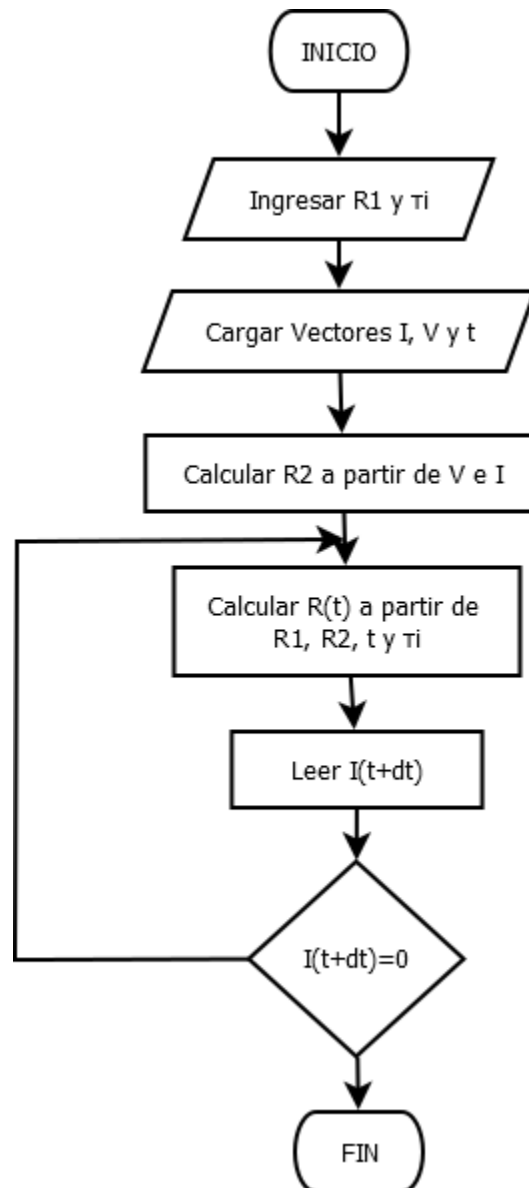 INICIO
Ingresar R1 y τi
Cargar Vectores I, V y t
Calcular R2 a partir de V e I
Calcular R(t) a partir de
R1, R2, t y τi
Leer I(t+dt)
I(t+dt)=0
FIN